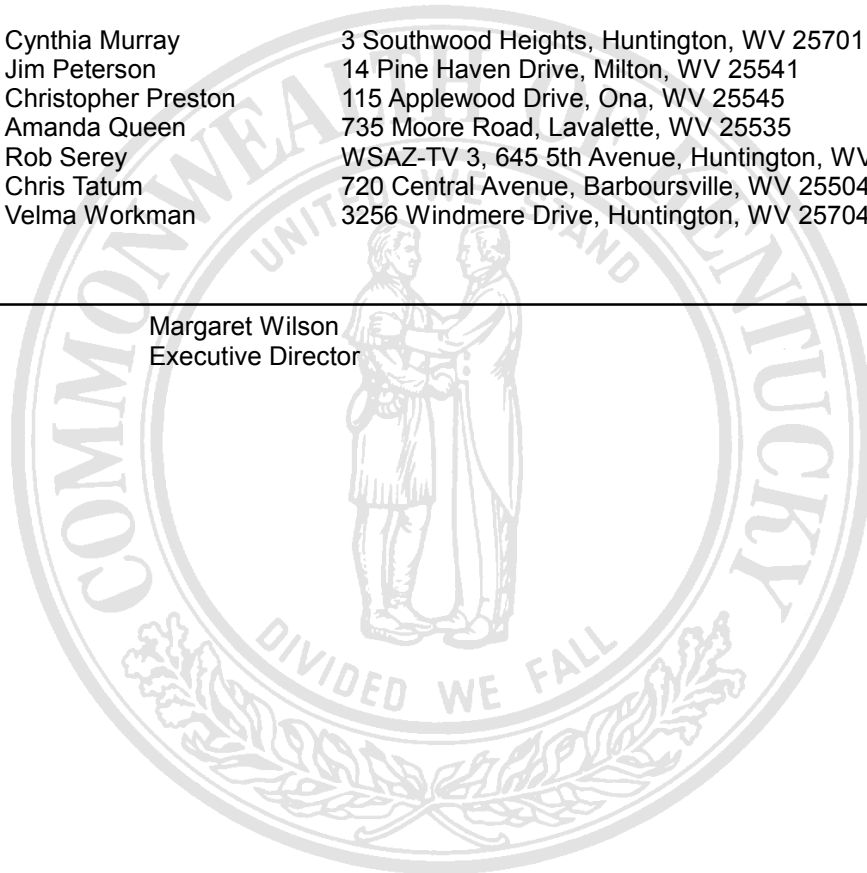 Cynthia Murray 3 Southwood Heights, Huntington, WV 25701
Jim Peterson 14 Pine Haven Drive, Milton, WV 25541
Christopher Preston 115 Applewood Drive, Ona, WV 25545
Amanda Queen 735 Moore Road, Lavalette, WV 25535
Rob Serey WSAZ-TV 3, 645 5th Avenue, Huntington, WV
Chris Tatum 720 Central Avenue, Barboursville, WV 25504
Velma Workman 3256 Windmere Drive, Huntington, WV 25704
Margaret Wilson
Executive Director
COMMONWEALTH OF KENTUCKY
UNITED WE STAND
DIVIDED WE FALL